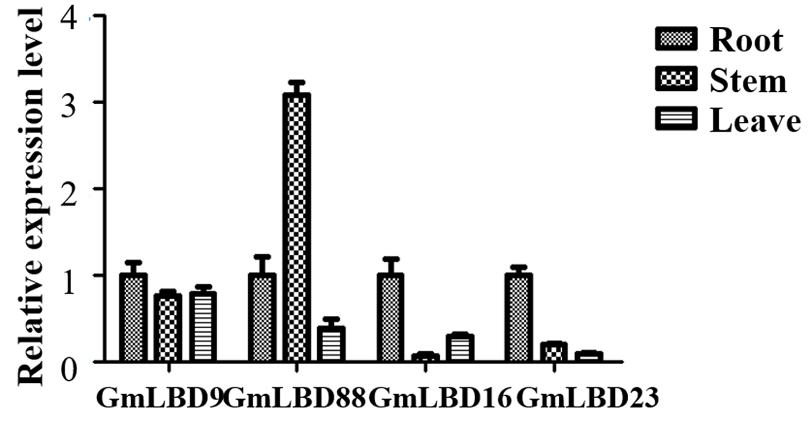 Relative expression level
4
3
2
1
0
Root
Stem
Leave
GmLBD9 GmLBD88 GmLBD16 GmLBD23